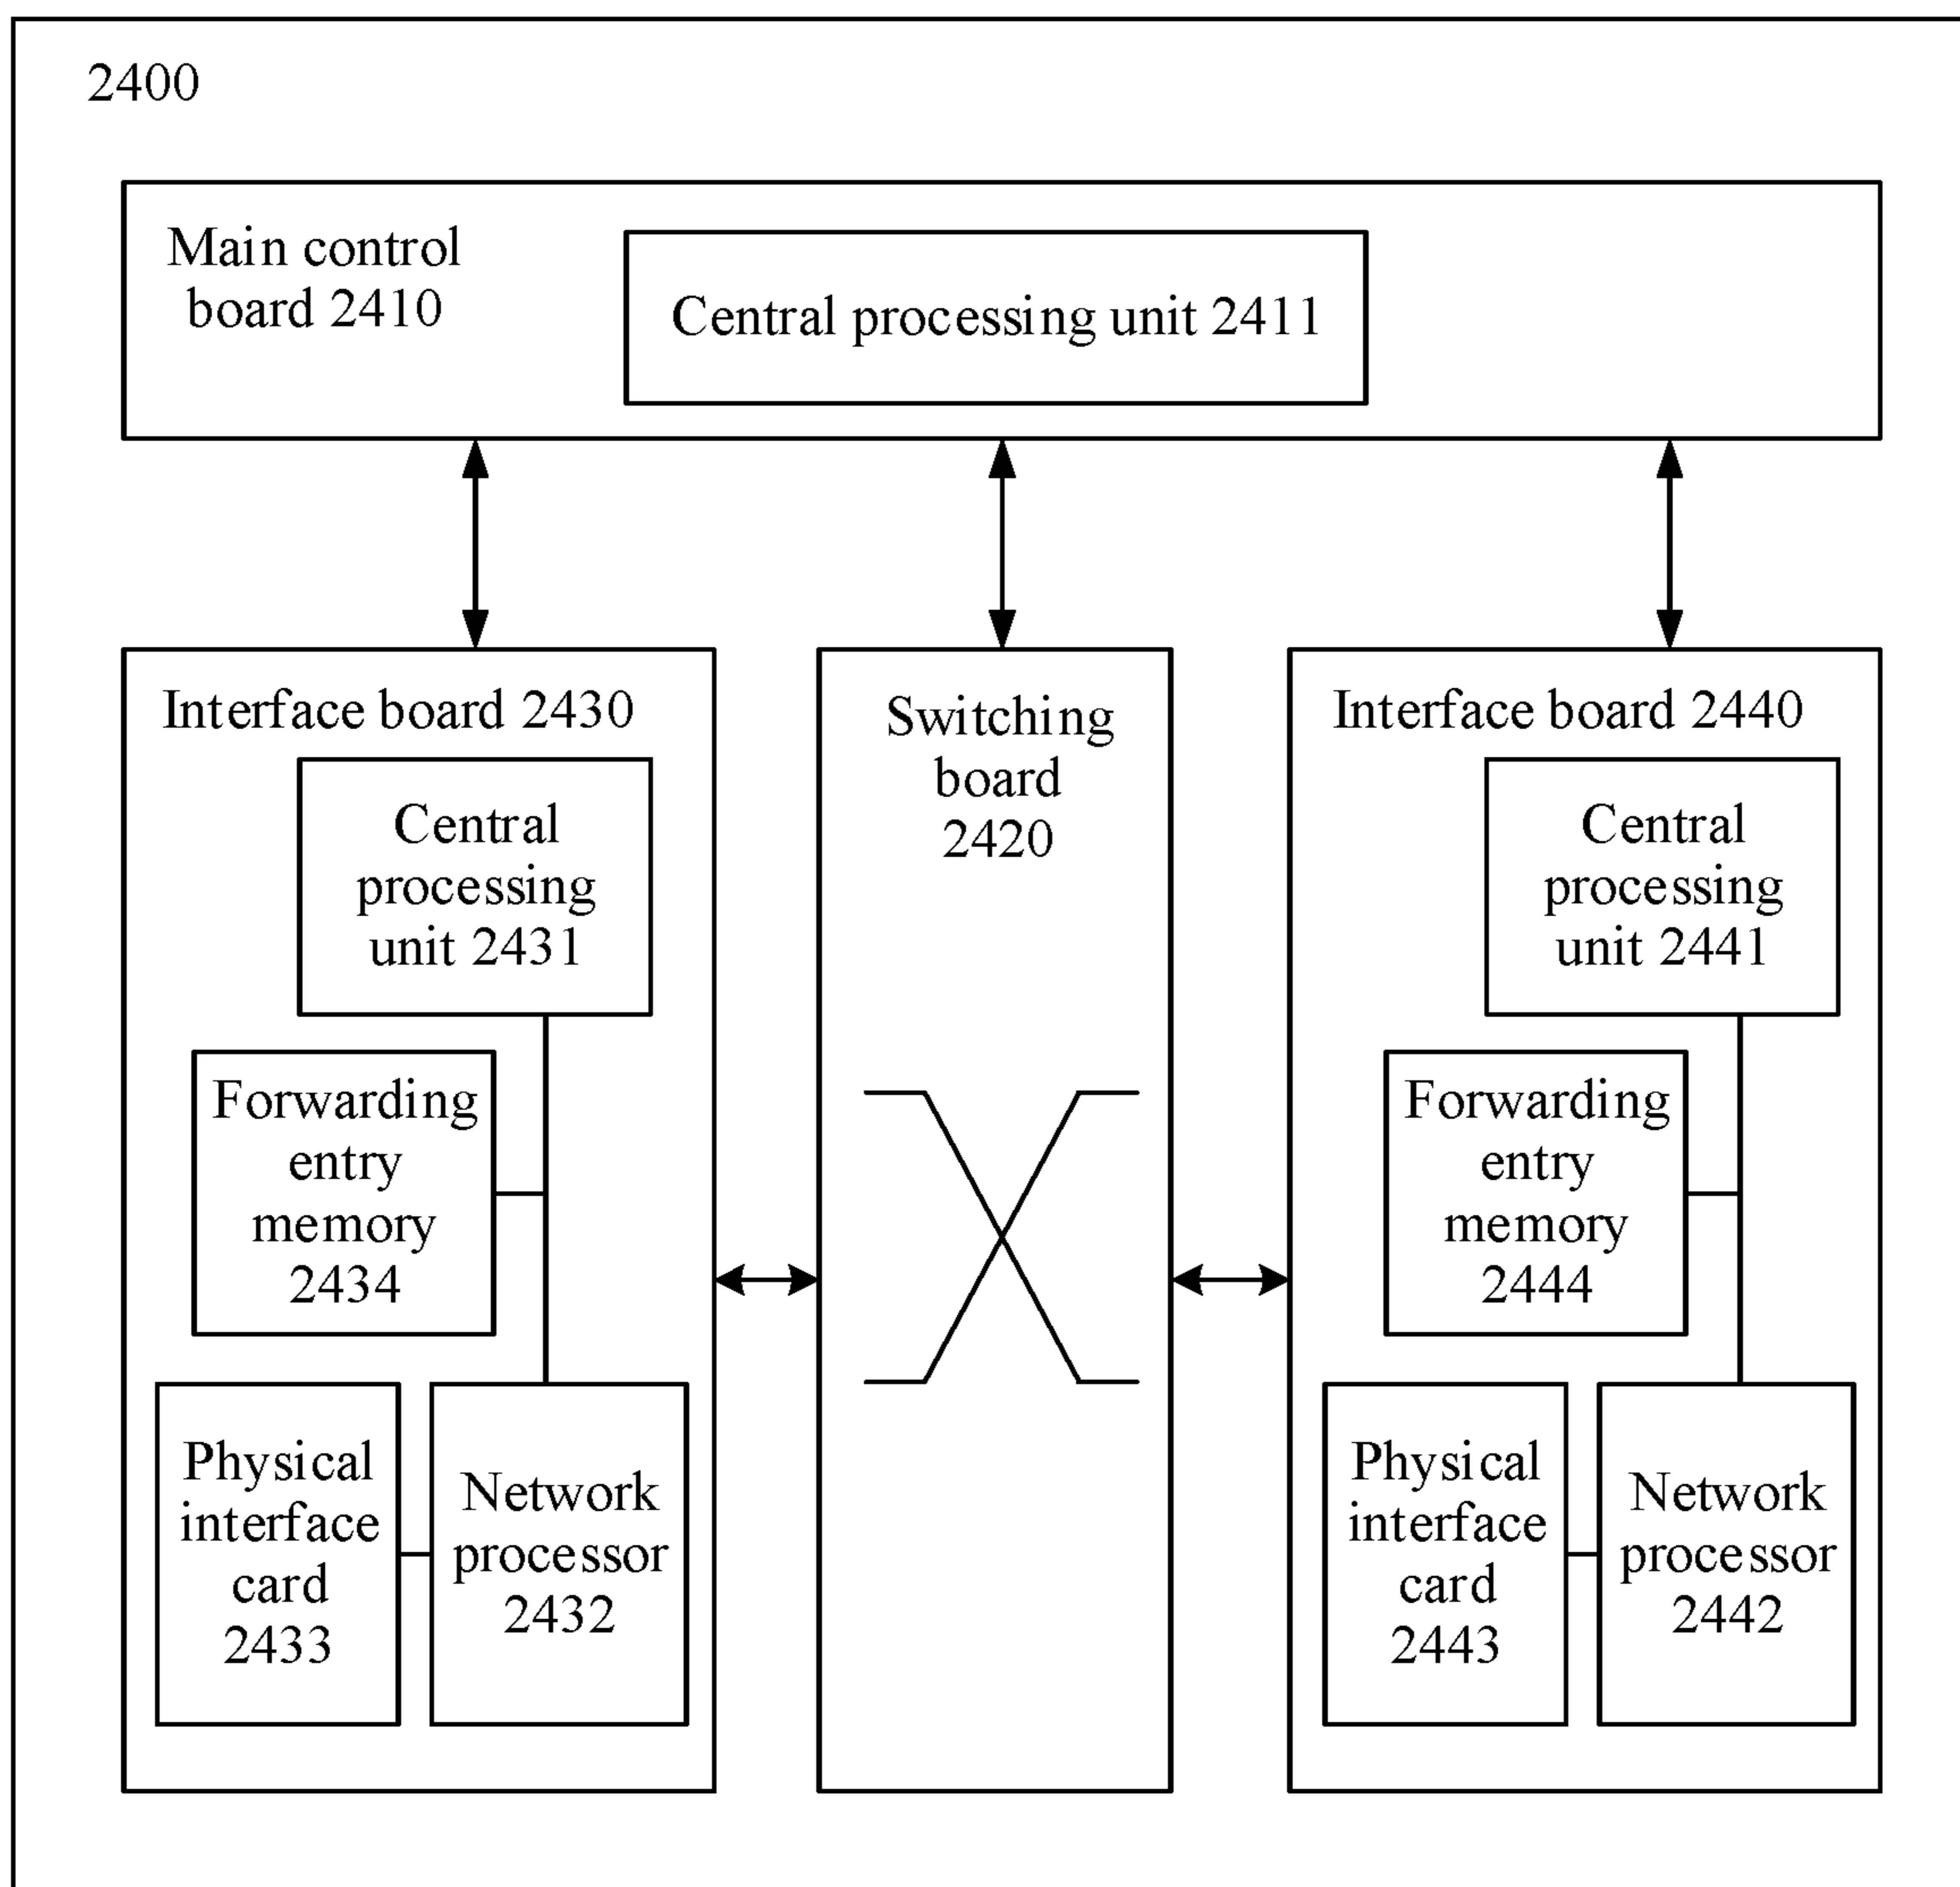 2400
Main control
board 2410
Central processing unit 2411
Interface board 2430
Central
processing
unit 2431
Forwarding
entry
memory
2434
Physical
interface
card
2433
Network
processor
2432
Switching
board
2420
Interface board 2440
Central
processing
unit 2441
Forwarding
entry
memory
2444
Physical
interface
card
2443
Network
processor
2442